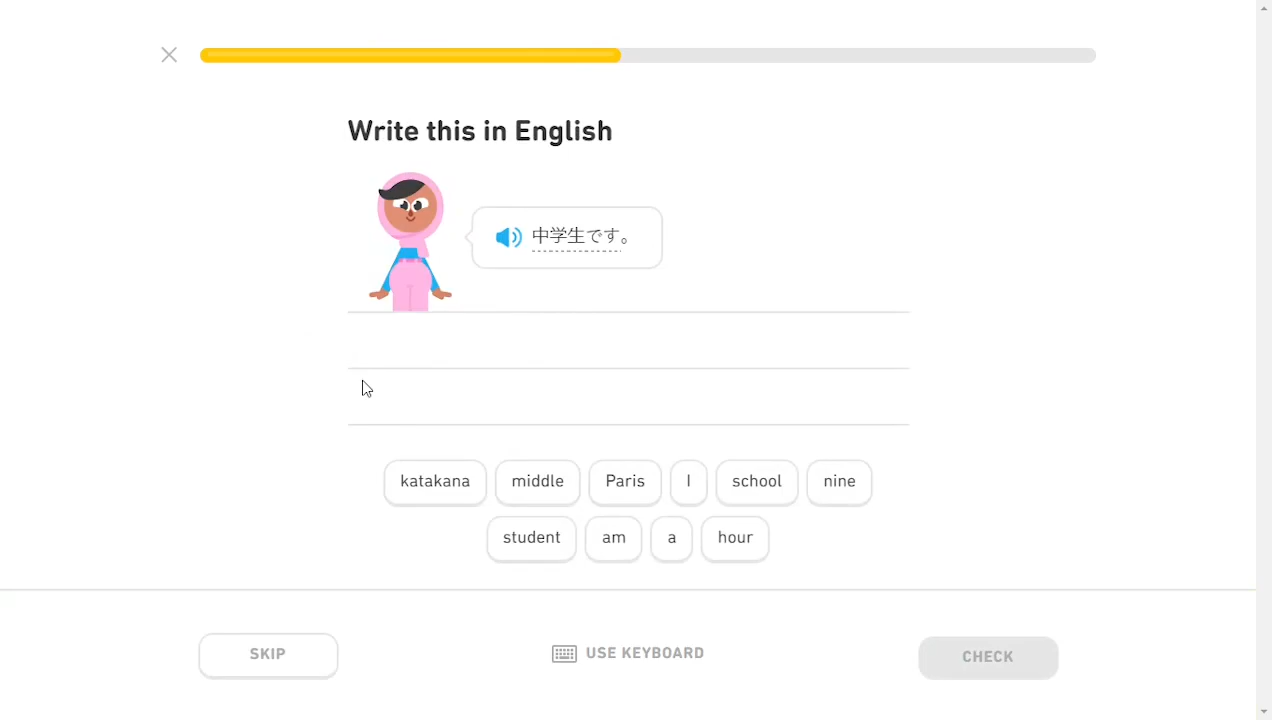 Write this in English
中学生です。
katakana middle Paris I school nine
student am a hour
SKIP USE KEYBOARD CHECK